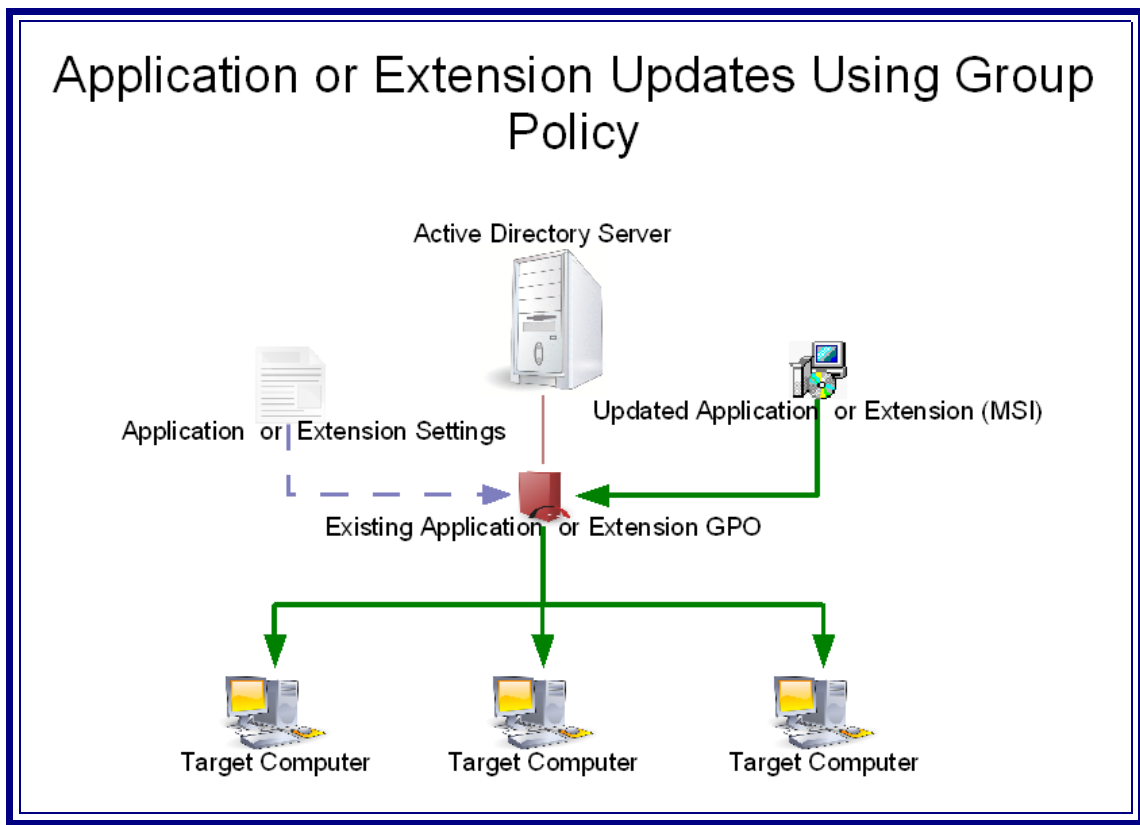 Application or Extension Updates Using Group
Policy
Active Directory Server
Updated Application or Extension (MSI)
Application or Extension Settings
Existing Application or Extension GPO
Target Computer
Target Computer
Target Computer